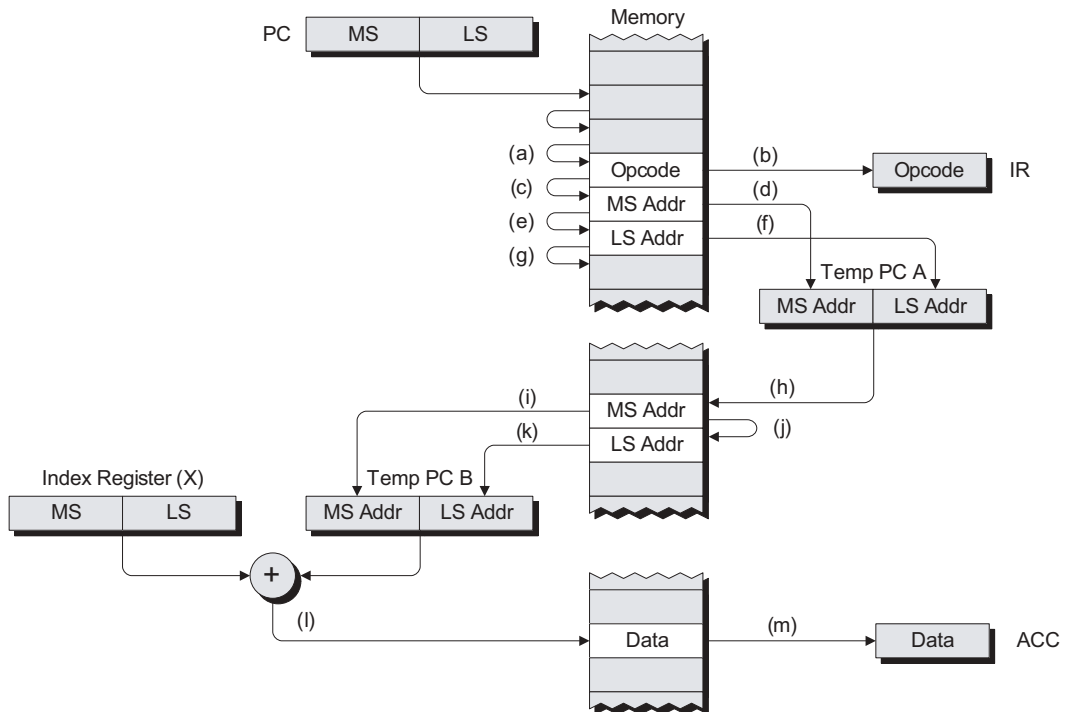 Memory
PC MS LS
(a) Opcode (b) Opcode IR
(c) MS Addr (d)
(e) LS Addr (f)
(g)
Temp PC A
MS Addr LS Addr
(h)
(i) MS Addr (j)
(k) LS Addr
Index Register (X) Temp PC B
MS LS MS Addr LS Addr
+
(l) Data (m) Data ACC